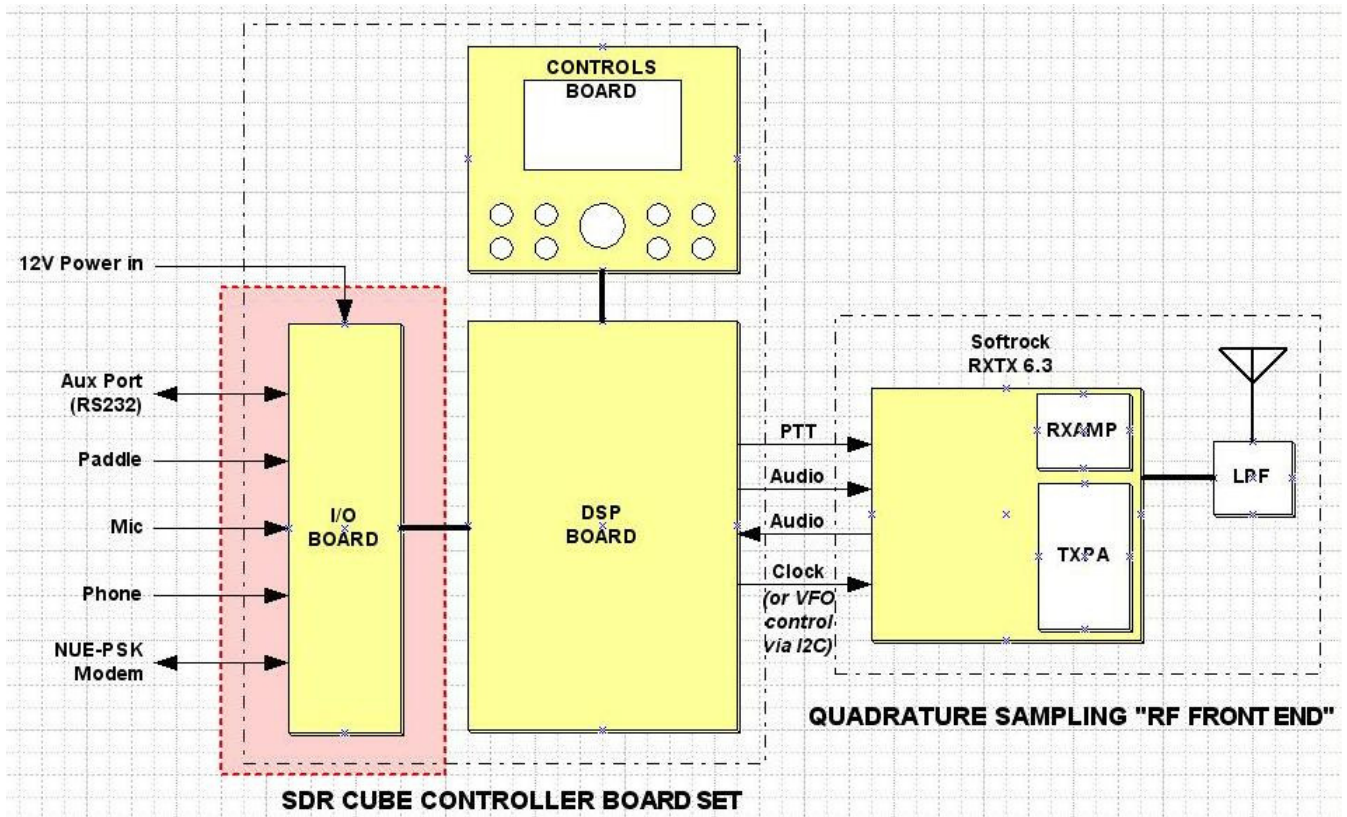 CONTROLS
BOARD
12V Power in
Aux Port
(RS232)
Paddle
Mic
Phone
NUE-PSK
Modem
I/O
BOARD
DSP
BOARD
PTT
Audio
Audio
Clock
(or VFO
control
via I2C)
Softrock
RXTX 6.3
RXAMP
TXPA
LPF
QUADRATURE SAMPLING "RF FRONT END"
SDR CUBE CONTROLLER BOARD SET